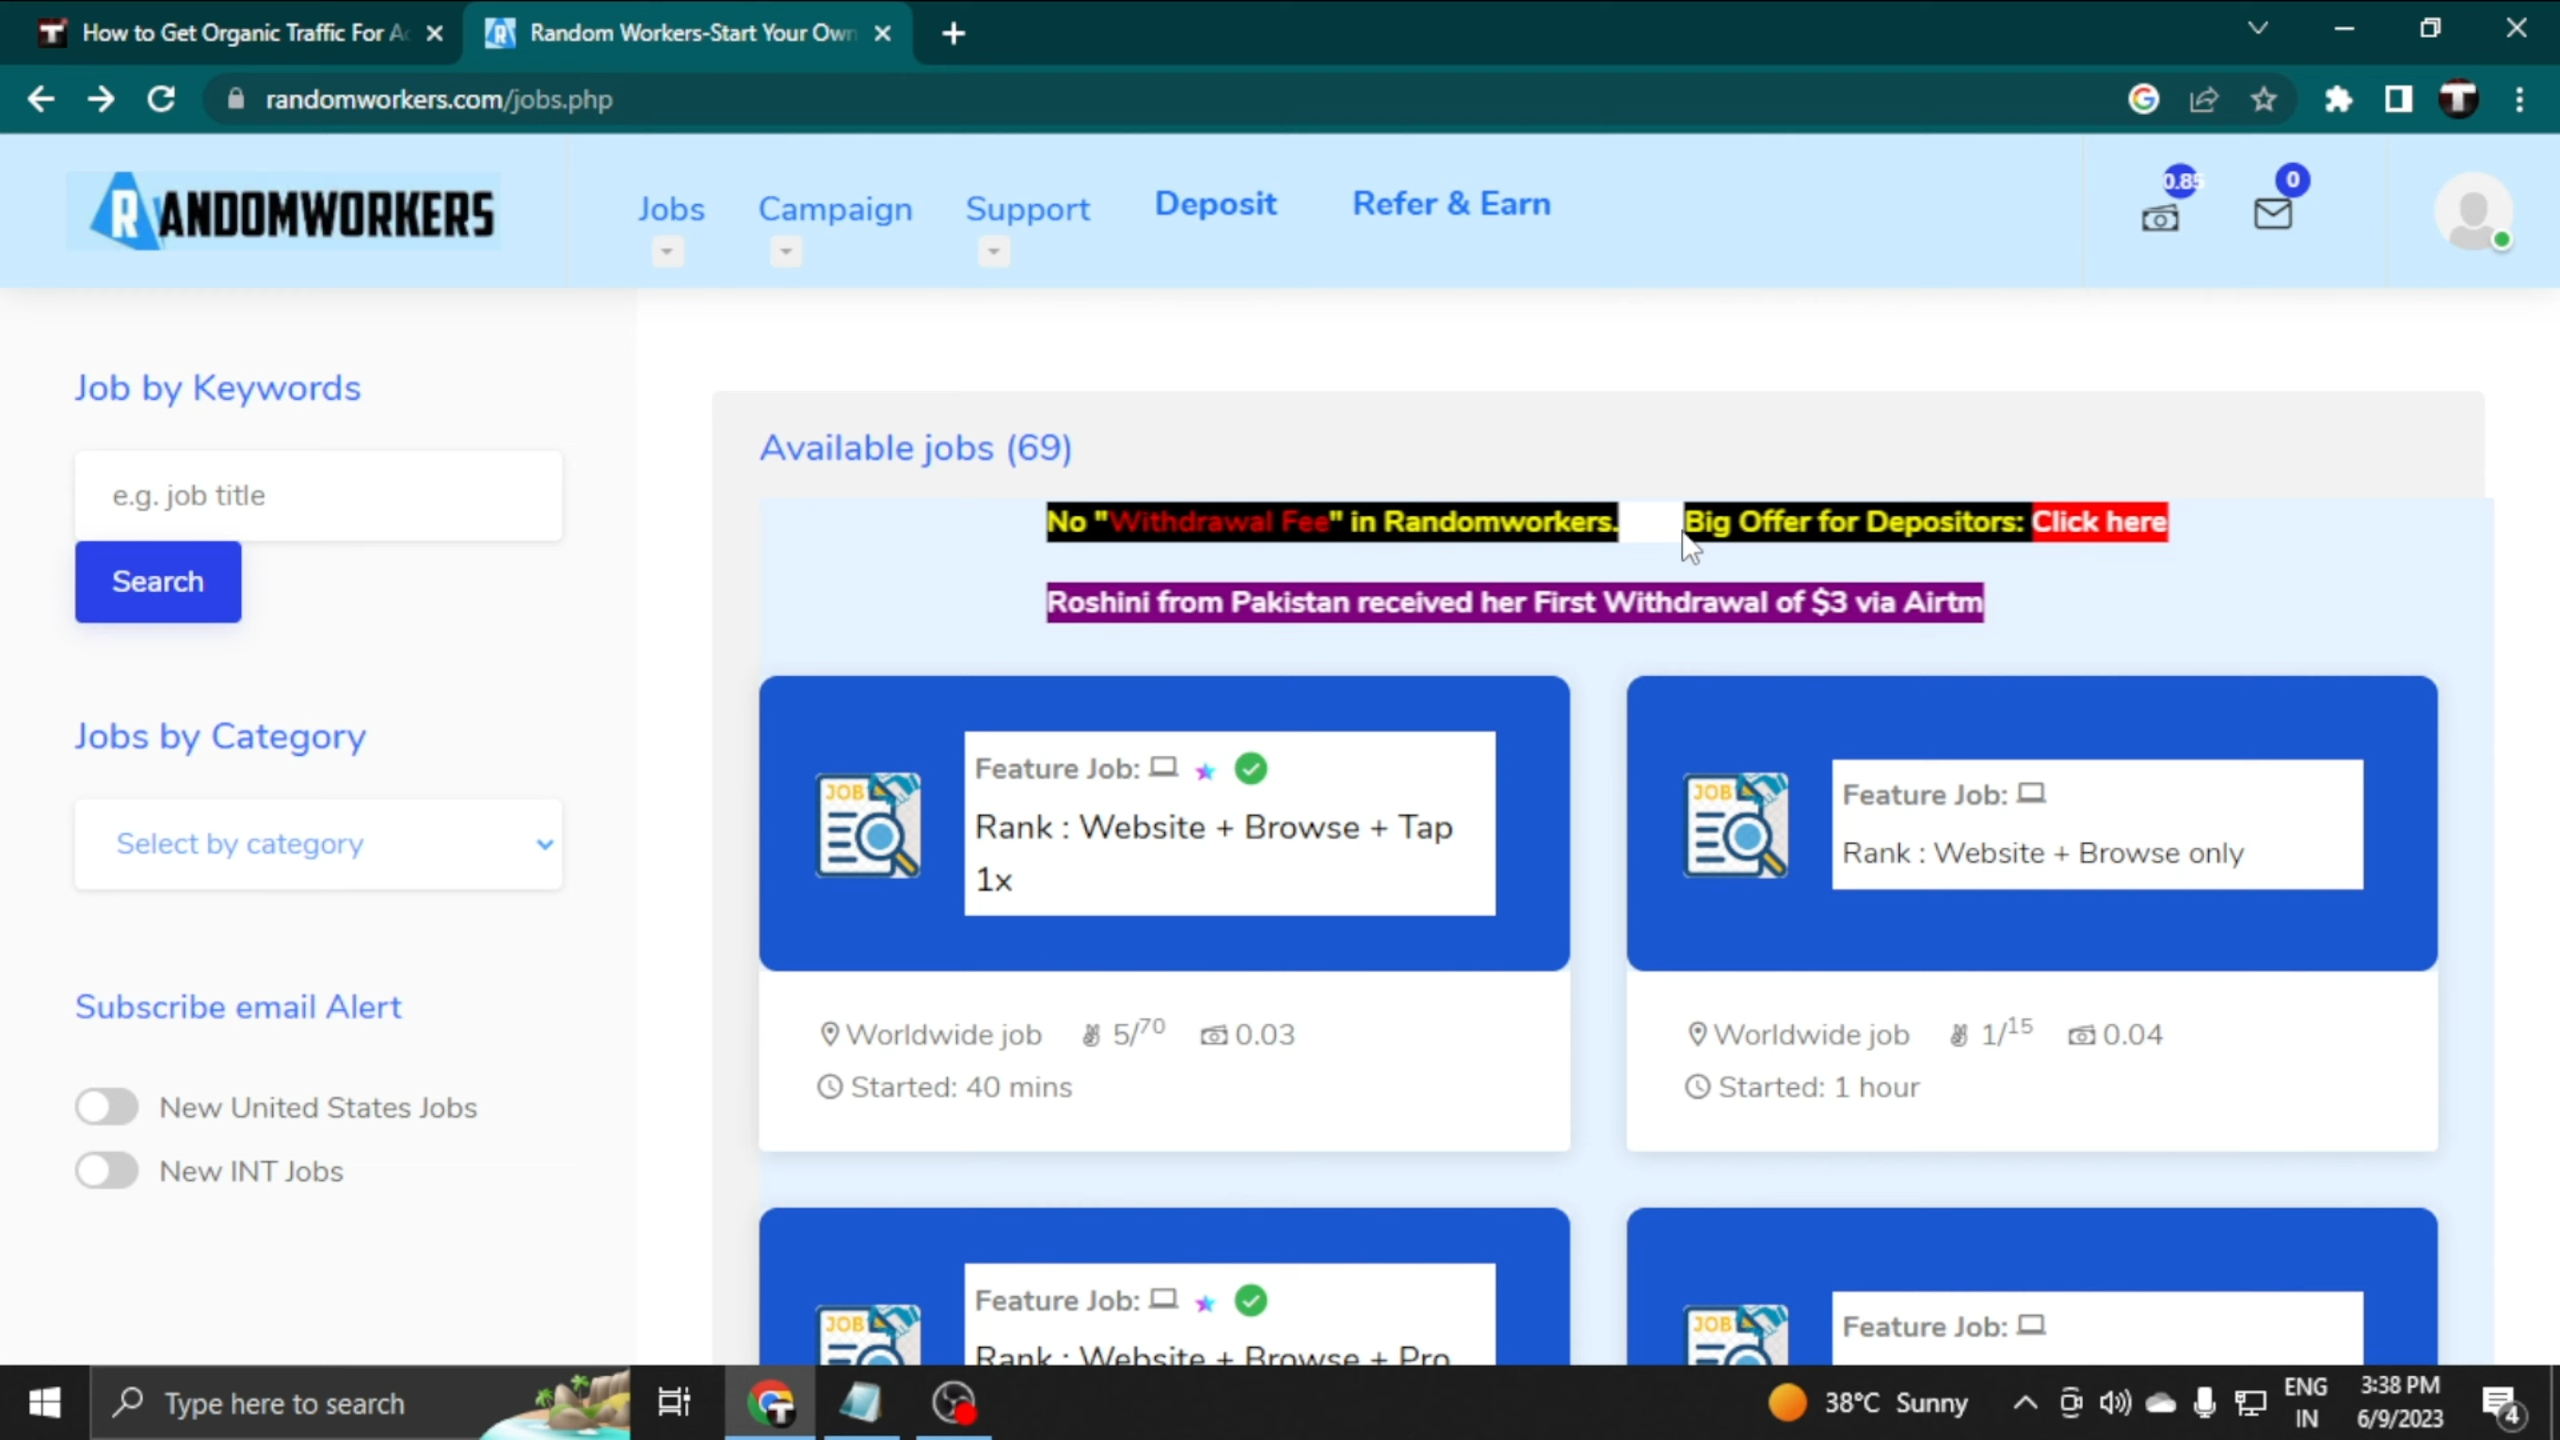 How to Get Organic Traffic For Ad
Random Workers-Start Your Own
randomworkers.com/jobs.php
RANDOMWORKERS
Jobs
Campaign
Support
Deposit
Refer & Earn
0.85
0
Job by Keywords
e.g. job title
Search
Jobs by Category
Select by category
Subscribe email Alert
New United States Jobs
New INT Jobs
Available jobs (69)
No "Withdrawal Fee" in Randomworkers. Big Offer for Depositors: Click here
Roshini from Pakistan received her First Withdrawal of $3 via Airtm
JOB
Feature Job:
Rank : Website + Browse + Tap
1x
Worldwide job 5/70 0.03
Started: 40 mins
JOB
Feature Job:
Rank : Website + Browse only
Worldwide job 1/15 0.04
Started: 1 hour
JOB
Feature Job:
Rank : Website + Browse + Pro
JOB
Feature Job:
Type here to search
38°C Sunny
ENG
IN
3:38 PM
6/9/2023
4